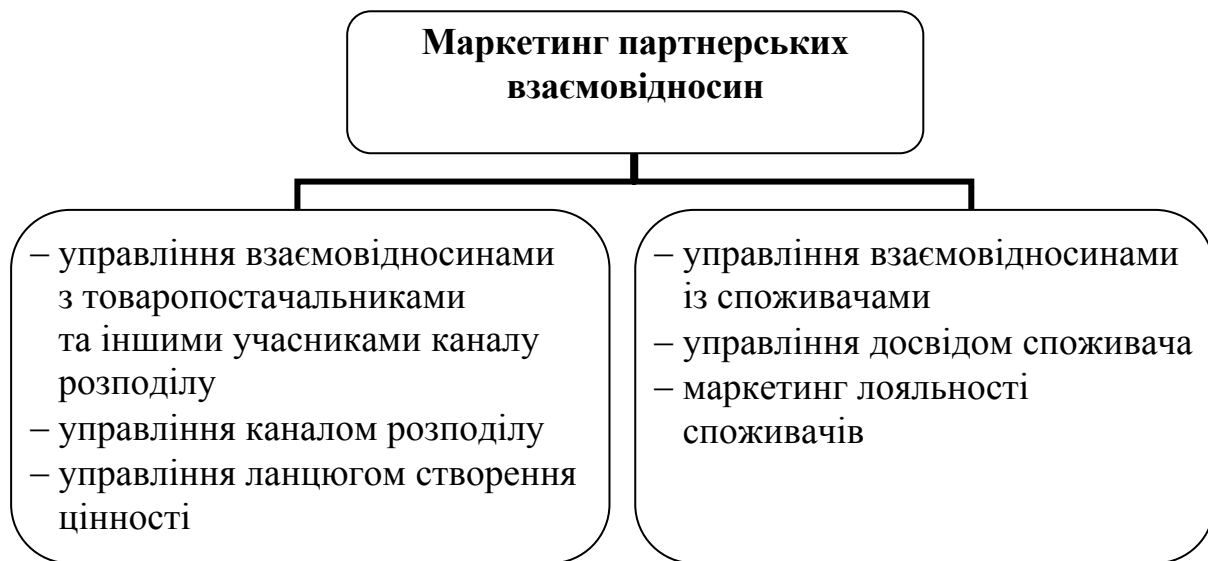 Маркетинг партнерських
взаємовідносин
– управління взаємовідносинами
з товаропостачальниками
та іншими учасниками каналу
розподілу
– управління каналом розподілу
– управління ланцюгом створення
цінності
– управління взаємовідносинами
із споживачами
– управління досвідом споживача
– маркетинг лояльності
споживачів